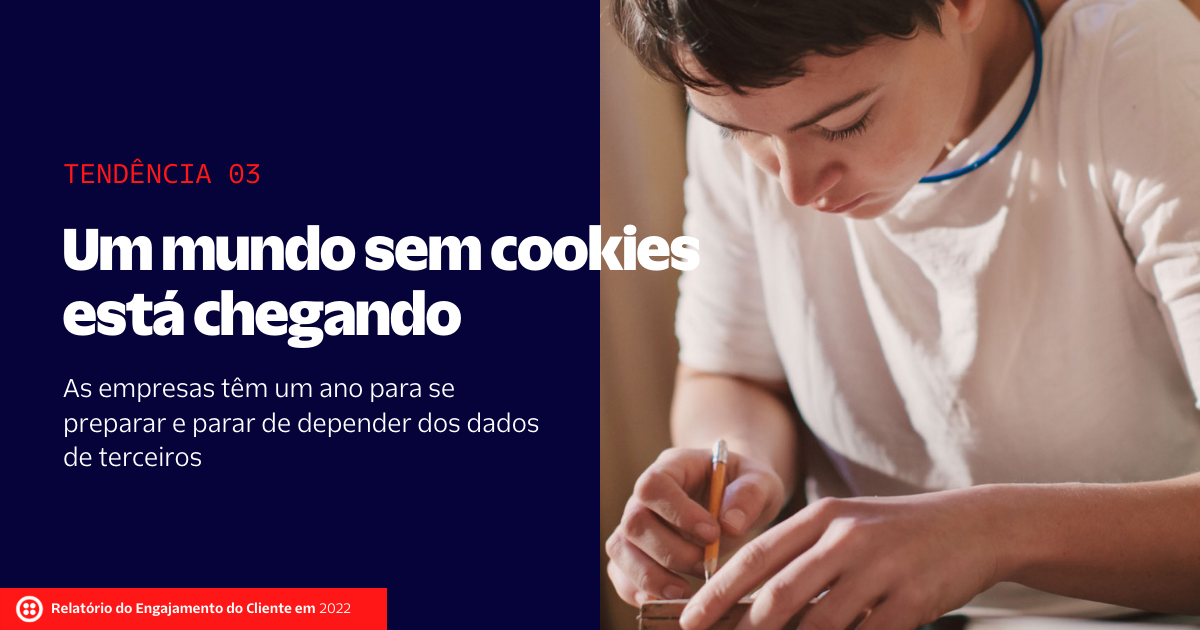 TENDÊNCIA 03
Um mundo sem cookies
está chegando
As empresas têm um ano para se
preparar e parar de depender dos dados
de terceiros
Relatório do Engajamento do Cliente em 2022